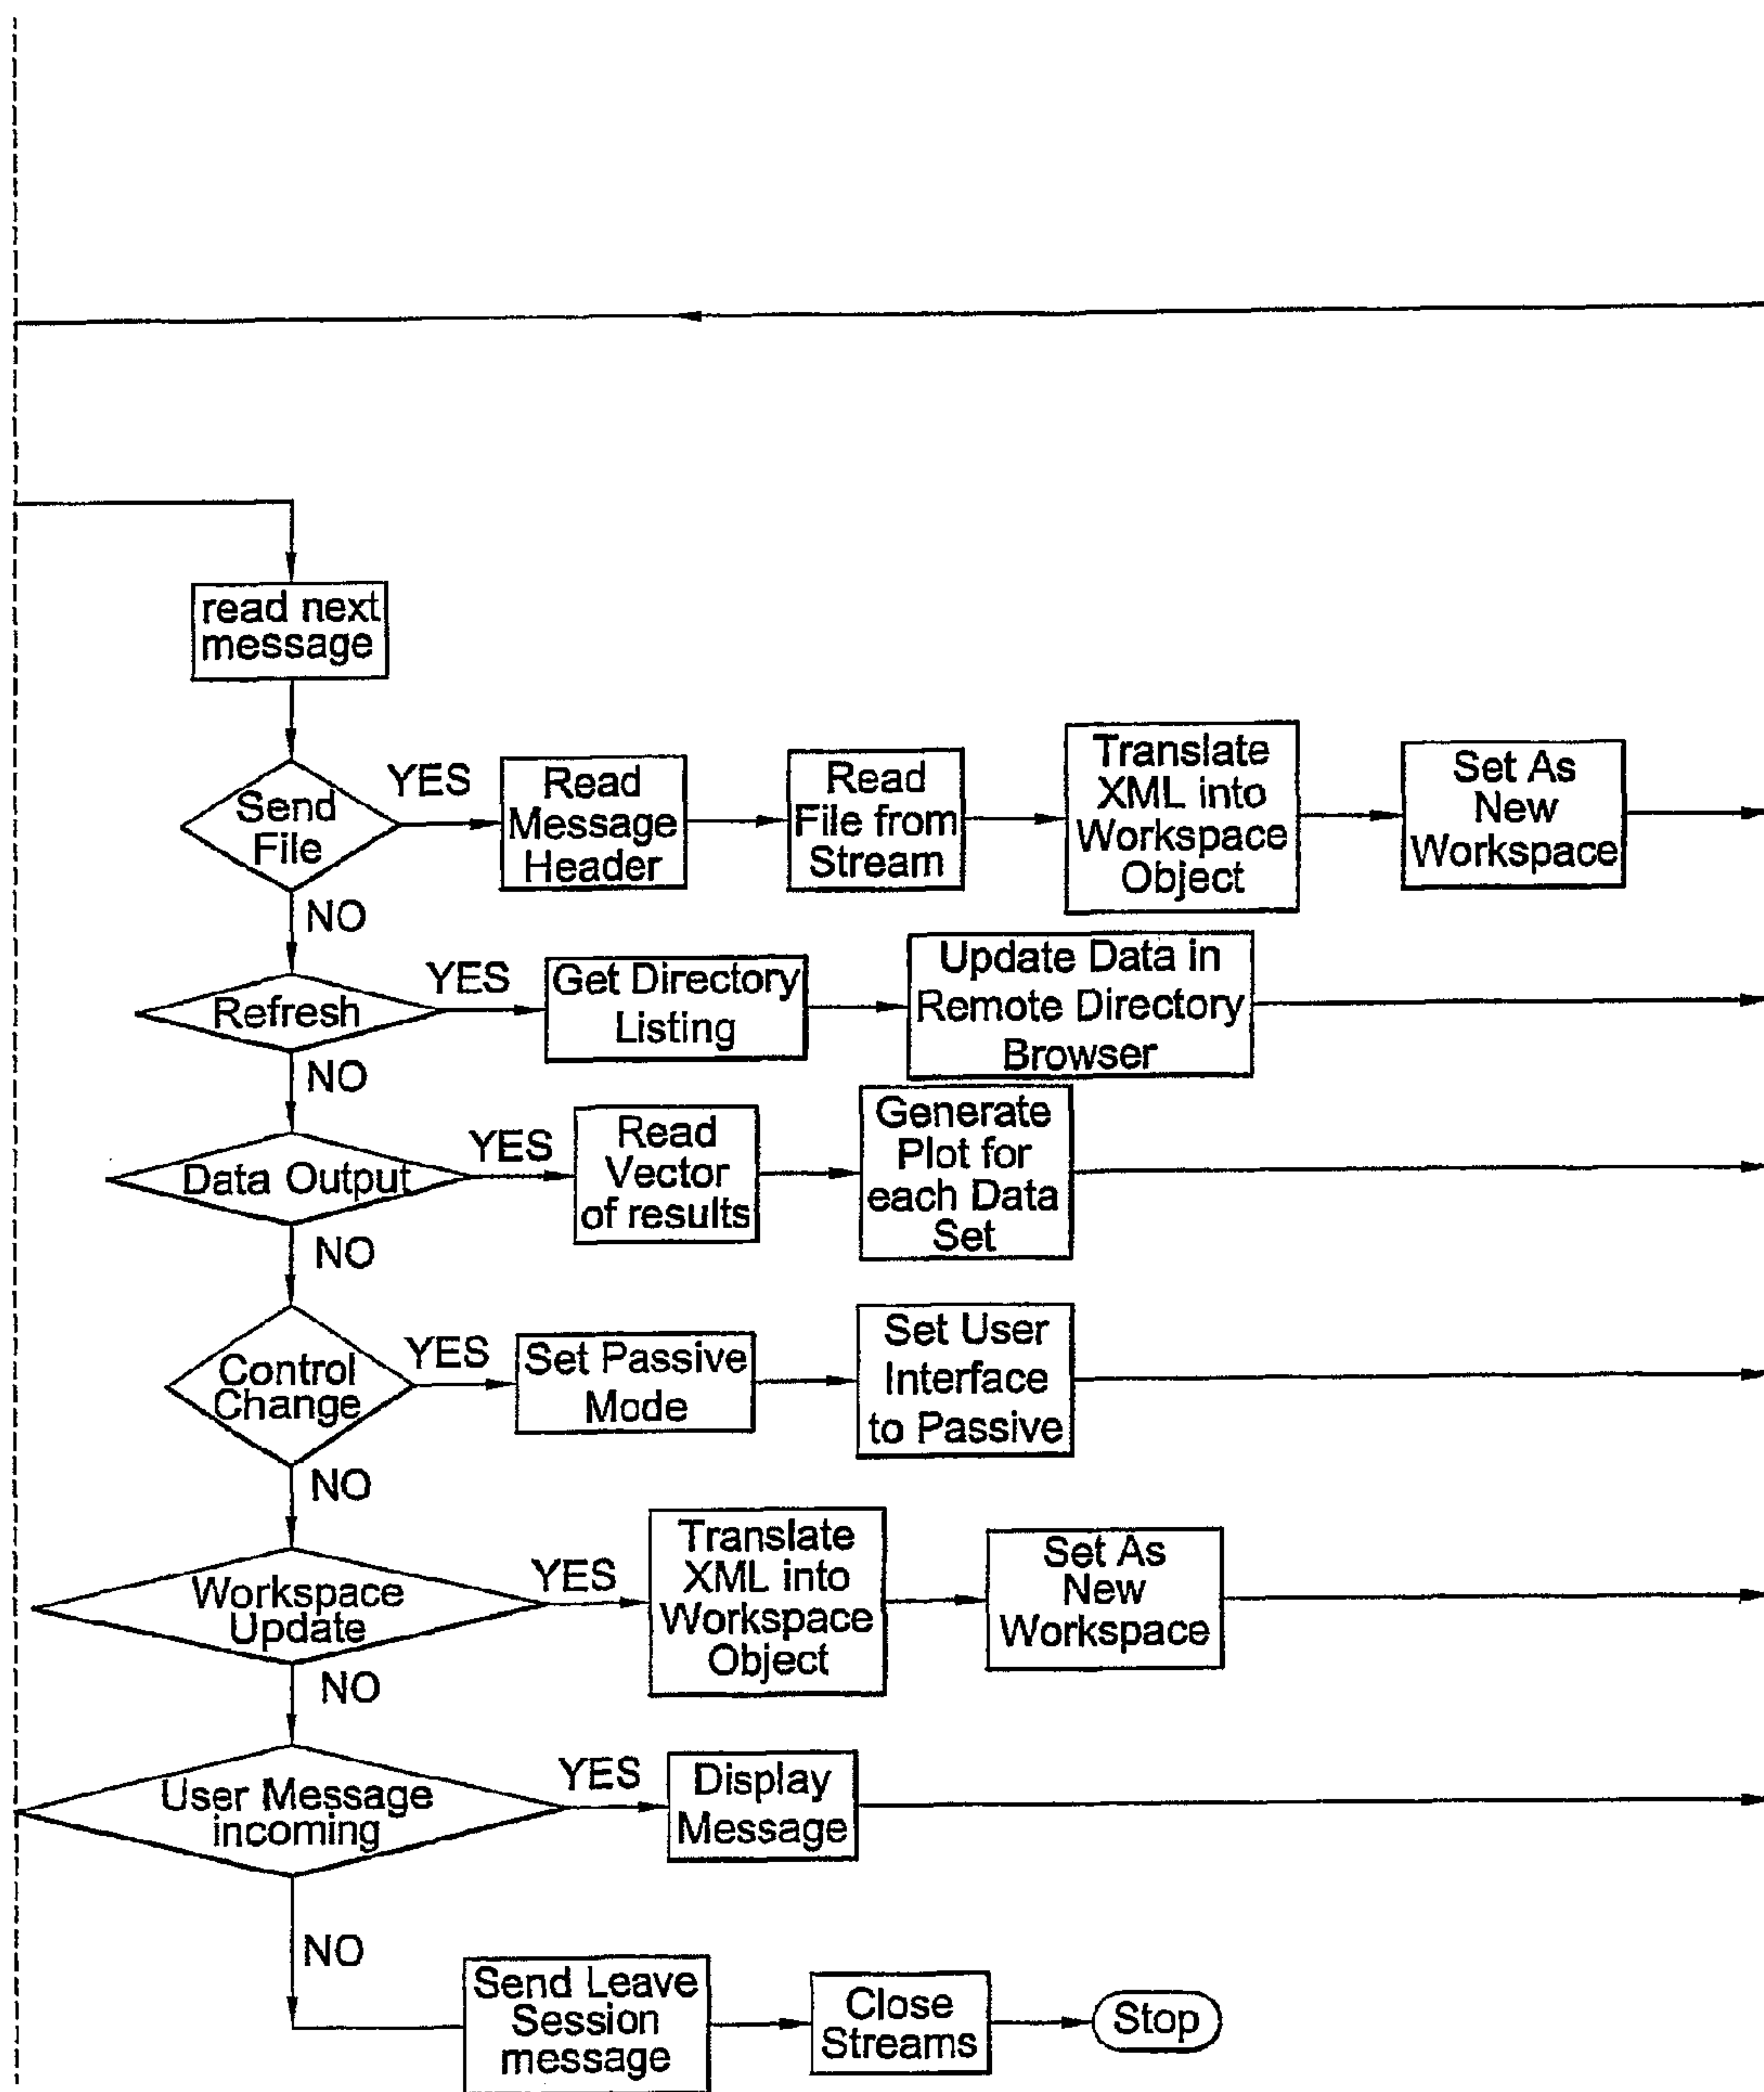 read next
message
Send
File
YES
Read
Message
Header
Read
File from
Stream
Translate
XML into
Workspace
Object
Set As
New
Workspace
NO
Refresh
YES
Get Directory
Listing
Update Data in
Remote Directory
Browser
NO
Data Output
YES
Read
Vector
of results
Generate
Plot for
each Data
Set
NO
Control
Change
YES
Set Passive
Mode
Set User
Interface
to Passive
NO
Workspace
Update
YES
Translate
XML into
Workspace
Object
Set As
New
Workspace
NO
User Message
incoming
YES
Display
Message
NO
Send Leave
Session
message
Close
Streams
Stop